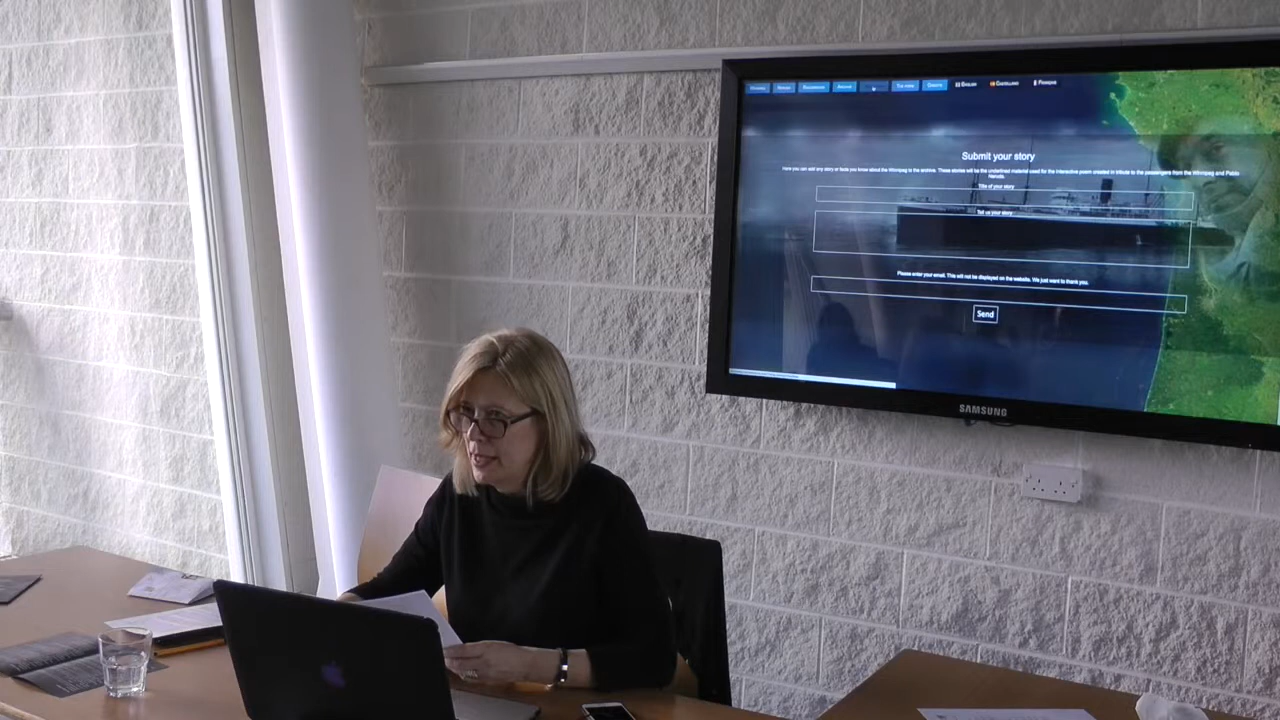 ENGLISH CASTELLANO FRANÇAIS
Submit your story
Here you can add any story or facts you know about the Winnipeg to the archive. These stories will be the underlined material used for the interactive poem created in tribute to the passengers from the Winnipeg and Pablo
Neruda.
Title of your story
Tell us your story
Please enter your email. This will not be displayed on the website. We just want to thank you.
Send
SAMSUNG